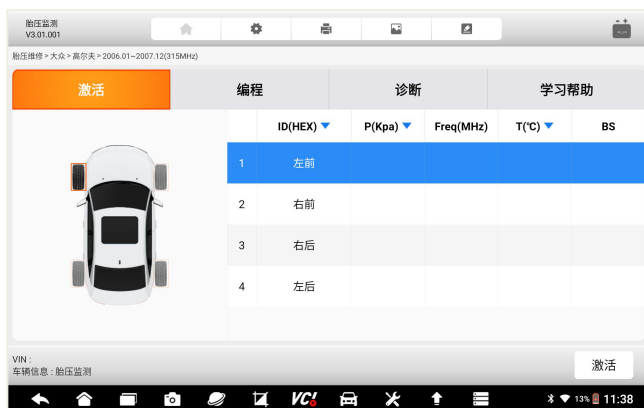 胎压监测
V3.01.001
胎压维修 > 大众 > 高尔夫 > 2006.01~2007.12(315MHz)
激活 编程 诊断 学习帮助
ID(HEX) P(Kpa) Freq(MHz) T(℃) BS
1 左前
2 右前
3 右后
4 左后
VIN :
车辆信息 : 胎压监测
激活
VC! 13% 11:38